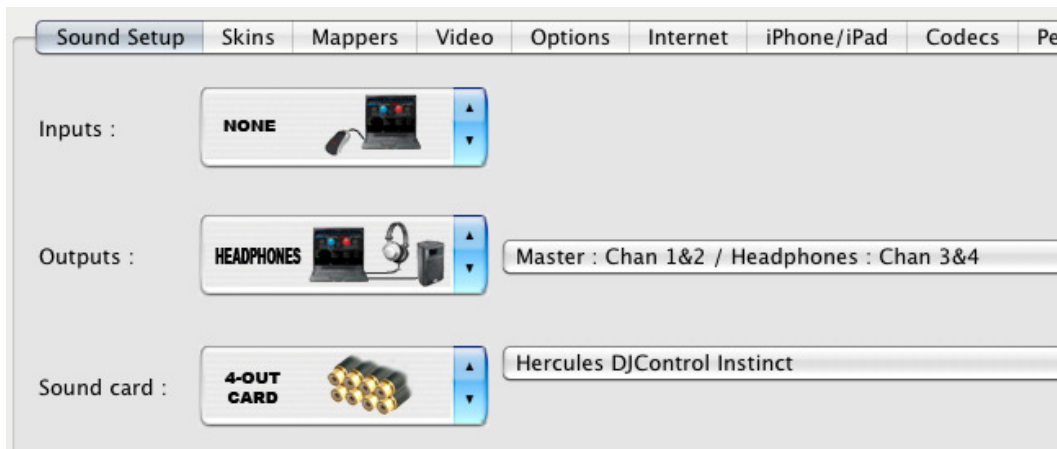 Sound Setup Skins Mappers Video Options Internet iPhone/iPad Codecs
Inputs :
NONE
Outputs :
HEADPHONES
Master : Chan 1&2 / Headphones : Chan 3&4
Sound card :
4-OUT
CARD
Hercules DJControl Instinct